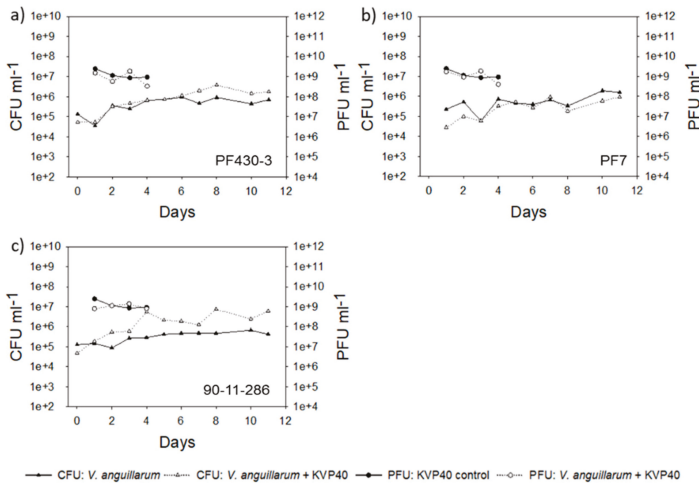 a)
1e+10 1e+12
1e+9 1e+11
1e+8 1e+10
1e+7 1e+9
1e+6 1e+8
1e+5 1e+7
1e+4 1e+6
1e+3 1e+5
1e+2 1e+4
CFU ml-1
PFU ml-1
PF430-3
0 2 4 6 8 10 12
Days
b)
1e+10 1e+12
1e+9 1e+11
1e+8 1e+10
1e+7 1e+9
1e+6 1e+8
1e+5 1e+7
1e+4 1e+6
1e+3 1e+5
1e+2 1e+4
CFU ml-1
PFU ml-1
PF7
0 2 4 6 8 10 12
Days
c)
1e+10 1e+12
1e+9 1e+11
1e+8 1e+10
1e+7 1e+9
1e+6 1e+8
1e+5 1e+7
1e+4 1e+6
1e+3 1e+5
1e+2 1e+4
CFU ml-1
PFU ml-1
90-11-286
0 2 4 6 8 10 12
Days
CFU: V. anguillarum CFU: V. anguillarum + KVP40 PFU: KVP40 control PFU: V. anguillarum + KVP40